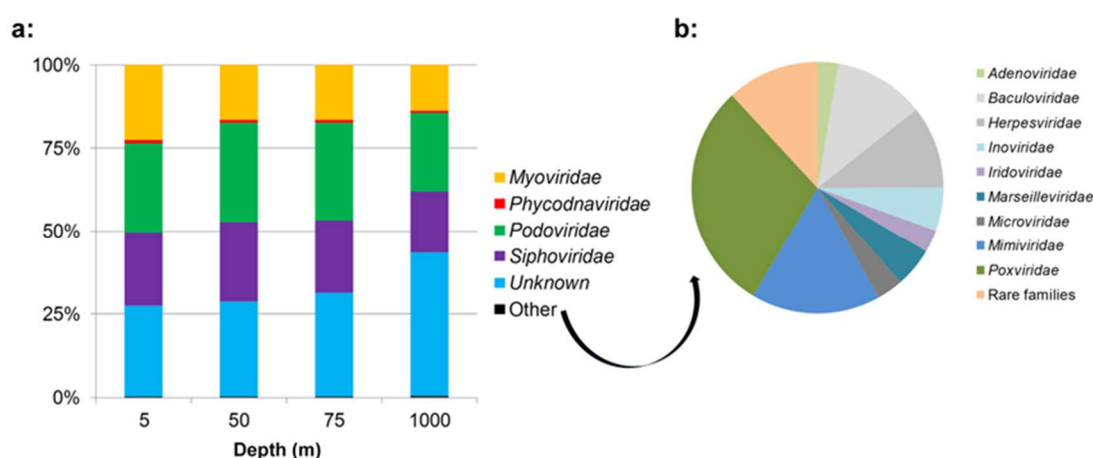 a:
100%
75%
50%
25%
0%
5 50 75 1000
Depth (m)
Myoviridae
Phycodnaviridae
Podoviridae
Siphoviridae
Unknown
Other
b:
Adenoviridae
Baculoviridae
Herpesviridae
Inoviridae
Iridoviridae
Marseilleviridae
Microviridae
Mimiviridae
Poxviridae
Rare families